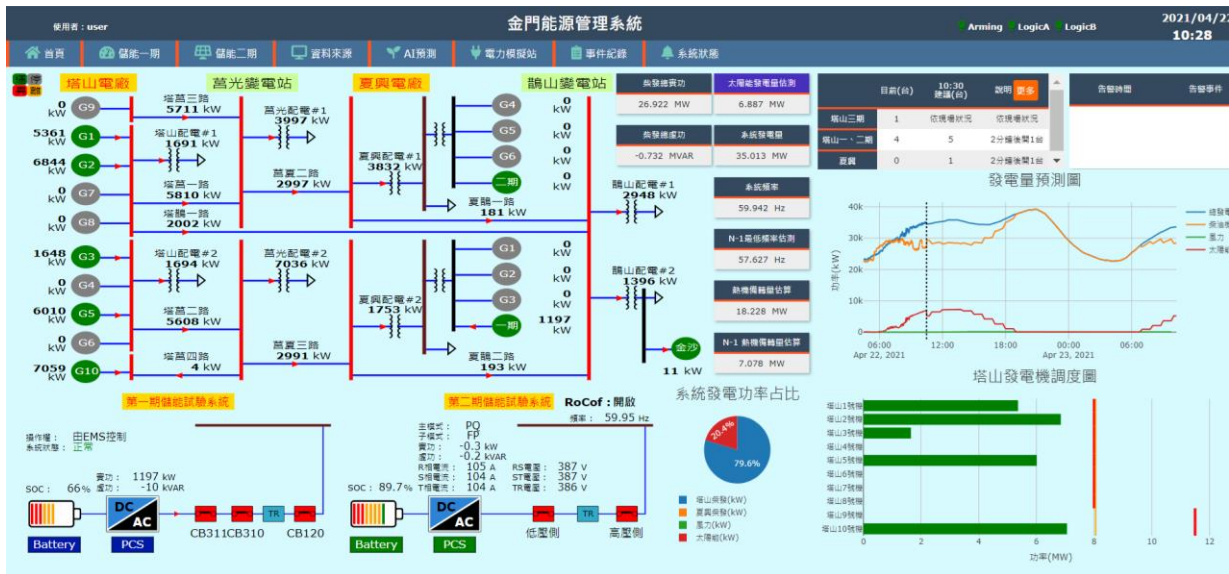 使用者：user
金門能源管理系統
Arming LogicA LogicB
2021/04/22
10:28
首頁 儲能一期 儲能二期 資料來源 AI預測 電力模擬站 事件紀錄 系統狀態
塔山電廠 莒光變電站 夏興電廠 鵲山變電站
0 kW G9
5361 kW G1
6844 kW G2
0 kW G7
0 kW G8
1648 kW G3
0 kW G4
6010 kW G5
0 kW G6
7059 kW G10
塔莒三路
5711 kW
塔山配電#1
1691 kW
塔莒一路
5810 kW
塔鵲一路
2002 kW
塔山配電#2
1694 kW
塔莒二路
5608 kW
塔莒四路
4 kW
莒光配電#1
3997 kW
莒夏二路
2997 kW
莒光配電#2
7036 kW
莒夏三路
2991 kW
夏興配電#1
3832 kW
夏興配電#2
1753 kW
G4 0 kW
G5 0 kW
G6 0 kW
二期 0 kW
夏鵲一路
181 kW
G1 0 kW
G2 0 kW
G3 0 kW
一期 1197 kW
夏鵲二路
193 kW
鵲山配電#1
2948 kW
鵲山配電#2
1396 kW
金沙
11 kW
柴發總實功
26.922 MW
太陽能發電量估測
6.887 MW
柴發總虛功
-0.732 MVAR
系統發電量
35.013 MW
系統頻率
59.942 Hz
N-1最低頻率估測
57.627 Hz
熱機備轉量估算
18.228 MW
N-1 熱機備轉量估算
7.078 MW
目前(台) 10:30 建議(台) 說明 更多
塔山三期 1 依現場狀況 依現場狀況
塔山一、二期 4 5 2分鐘後開1台
夏興 0 1 2分鐘後開1台
告警時間 告警事件
發電量預測圖
功率(kW)
40k
30k
20k
10k
0
06:00 12:00 18:00 00:00 06:00
Apr 22, 2021 Apr 23, 2021
總發電
柴油機
風力
太陽能
第一期儲能試驗系統
操作權： 由EMS控制
系統狀態： 正常
實功： 1197 kW
SOC： 66% 虛功： -10 kVAR
Battery
DC
AC
PCS
CB311 CB310 TR CB120
第二期儲能試驗系統 RoCof：開啟
頻率： 59.95 Hz
主模式： PQ
子模式： FP
實功： -0.3 kW
虛功： -0.2 kVAR
R相電流： 105 A RS電壓： 387 V
S相電流： 104 A ST電壓： 387 V
SOC： 89.7% T相電流： 104 A TR電壓： 386 V
Battery
DC
AC
PCS
低壓側 TR 高壓側
系統發電功率占比
20.4%
79.6%
塔山柴發(kW)
夏興柴發(kW)
風力(kW)
太陽能(kW)
塔山發電機調度圖
塔山1號機
塔山2號機
塔山3號機
塔山4號機
塔山5號機
塔山6號機
塔山7號機
塔山8號機
塔山9號機
塔山10號機
0 2 4 6 8 10 12
功率(MW)